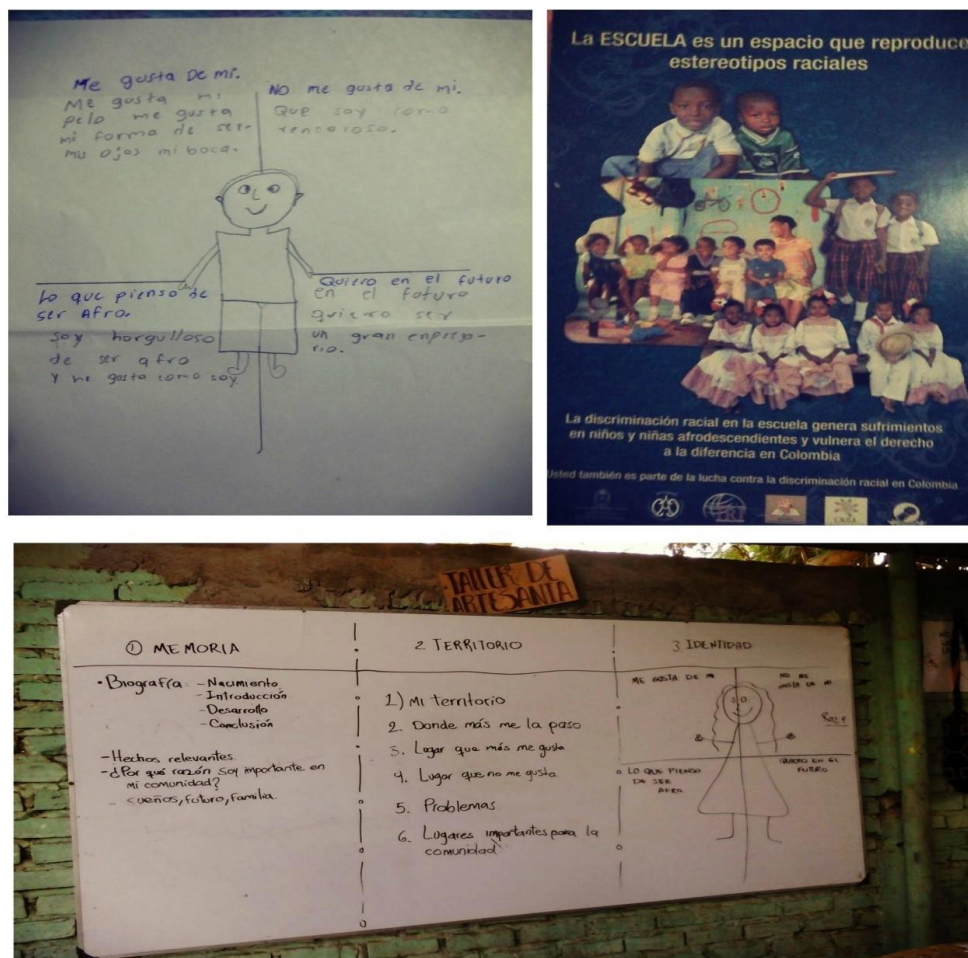 Me gusta De mí.
Me gusta mi
pelo me gusta
mi forma de ser
mis ojos mi boca.
NO me gusta de mi.
Que soy como
rencoroso.
Lo que pienso de
ser Afro.
Soy horgulloso
de ser afro
Y me gusta como soy.
Quiero en el futuro
en el foturo
quiero ser
un gran
rio.
La ESCUELA es un espacio que reproduce
estereotipos raciales
La discriminación racial en la escuela genera sufrimientos
en niños y niñas afrodescendientes y vulnera el derecho
a la diferencia en Colombia
Usted también es parte de la lucha contra la discriminación racial en Colombia
TALLER DE
ARTESANIA
① MEMORIA
• Biografía: - Nacimiento
- Introducción
- Desarrollo
- Conclusión
- Hechos relevantes.
- ¿Por qué razón soy importante en
mi comunidad?
- sueños, foturo, familia.
2. TERRITORIO
1) Mi territorio
2. Donde más me la paso
3. Lugar que más me gusta
4. Lugar que no me gusta
5. Problemas
6. Lugares importantes para la
comunidad
3. IDENTIDAD
ME GUSTA DE MI
NO ME
GUSTA DE MI
LO QUE PIENSO
DE SER
AFRO
QUIERO EN EL
FUTURO